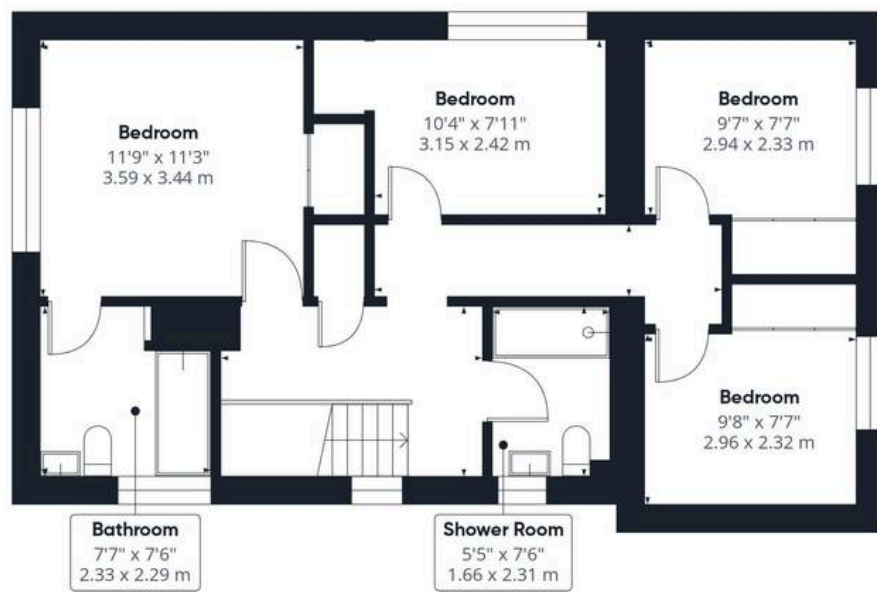 Bedroom
11'9" x 11'3"
3.59 x 3.44 m
Bedroom
10'4" x 7'11"
3.15 x 2.42 m
Bedroom
9'7" x 7'7"
2.94 x 2.33 m
Bedroom
9'8" x 7'7"
2.96 x 2.32 m
Bathroom
7'7" x 7'6"
2.33 x 2.29 m
Shower Room
5'5" x 7'6"
1.66 x 2.31 m